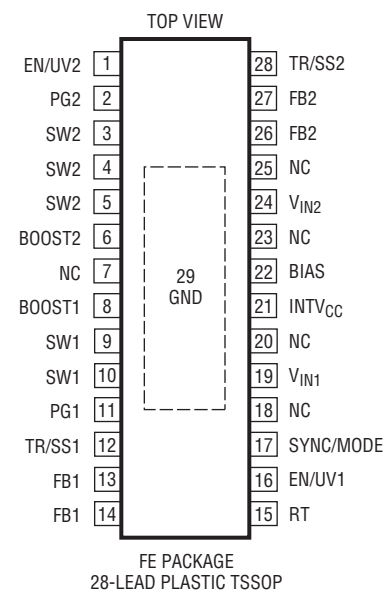 TOP VIEW
EN/UV2 1
PG2 2
SW2 3
SW2 4
SW2 5
BOOST2 6
NC 7
BOOST1 8
SW1 9
SW1 10
PG1 11
TR/SS1 12
FB1 13
FB1 14
29
GND
28 TR/SS2
27 FB2
26 FB2
25 NC
24 VIN2
23 NC
22 BIAS
21 INTVCC
20 NC
19 VIN1
18 NC
17 SYNC/MODE
16 EN/UV1
15 RT
FE PACKAGE
28-LEAD PLASTIC TSSOP